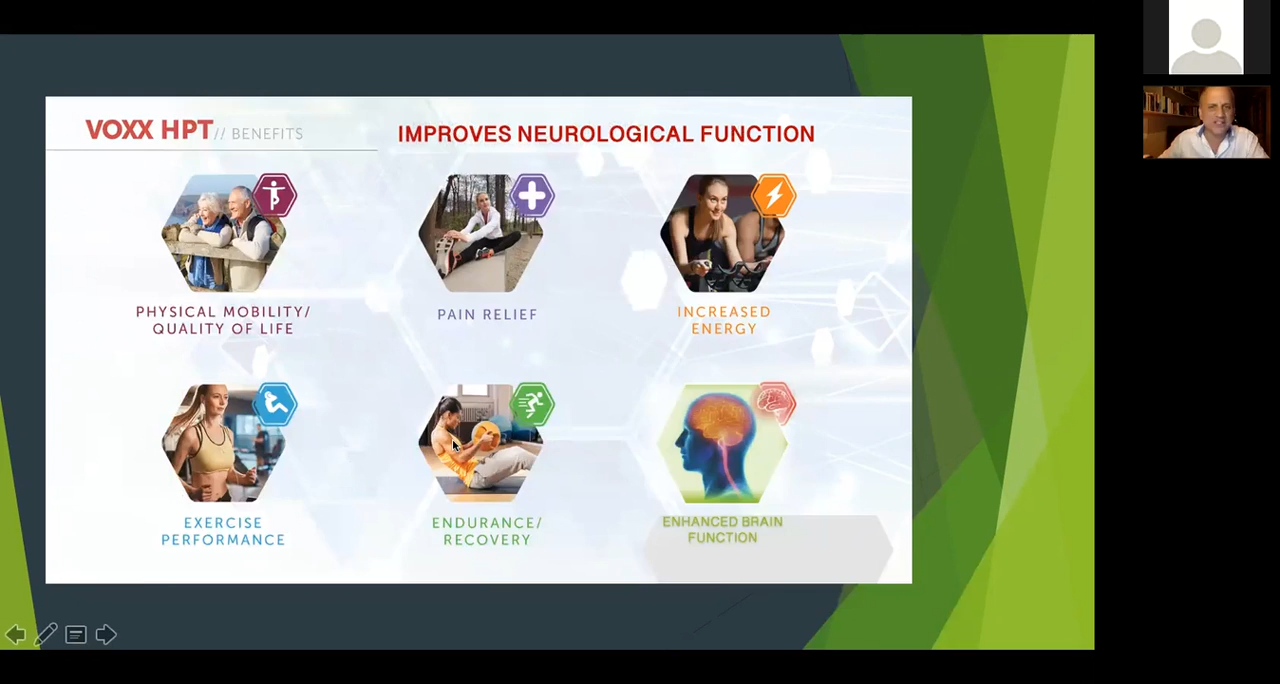 VOXX HPT// BENEFITS
IMPROVES NEUROLOGICAL FUNCTION
PHYSICAL MOBILITY/
QUALITY OF LIFE
PAIN RELIEF
INCREASED
ENERGY
EXERCISE
PERFORMANCE
ENDURANCE/
RECOVERY
ENHANCED BRAIN
FUNCTION